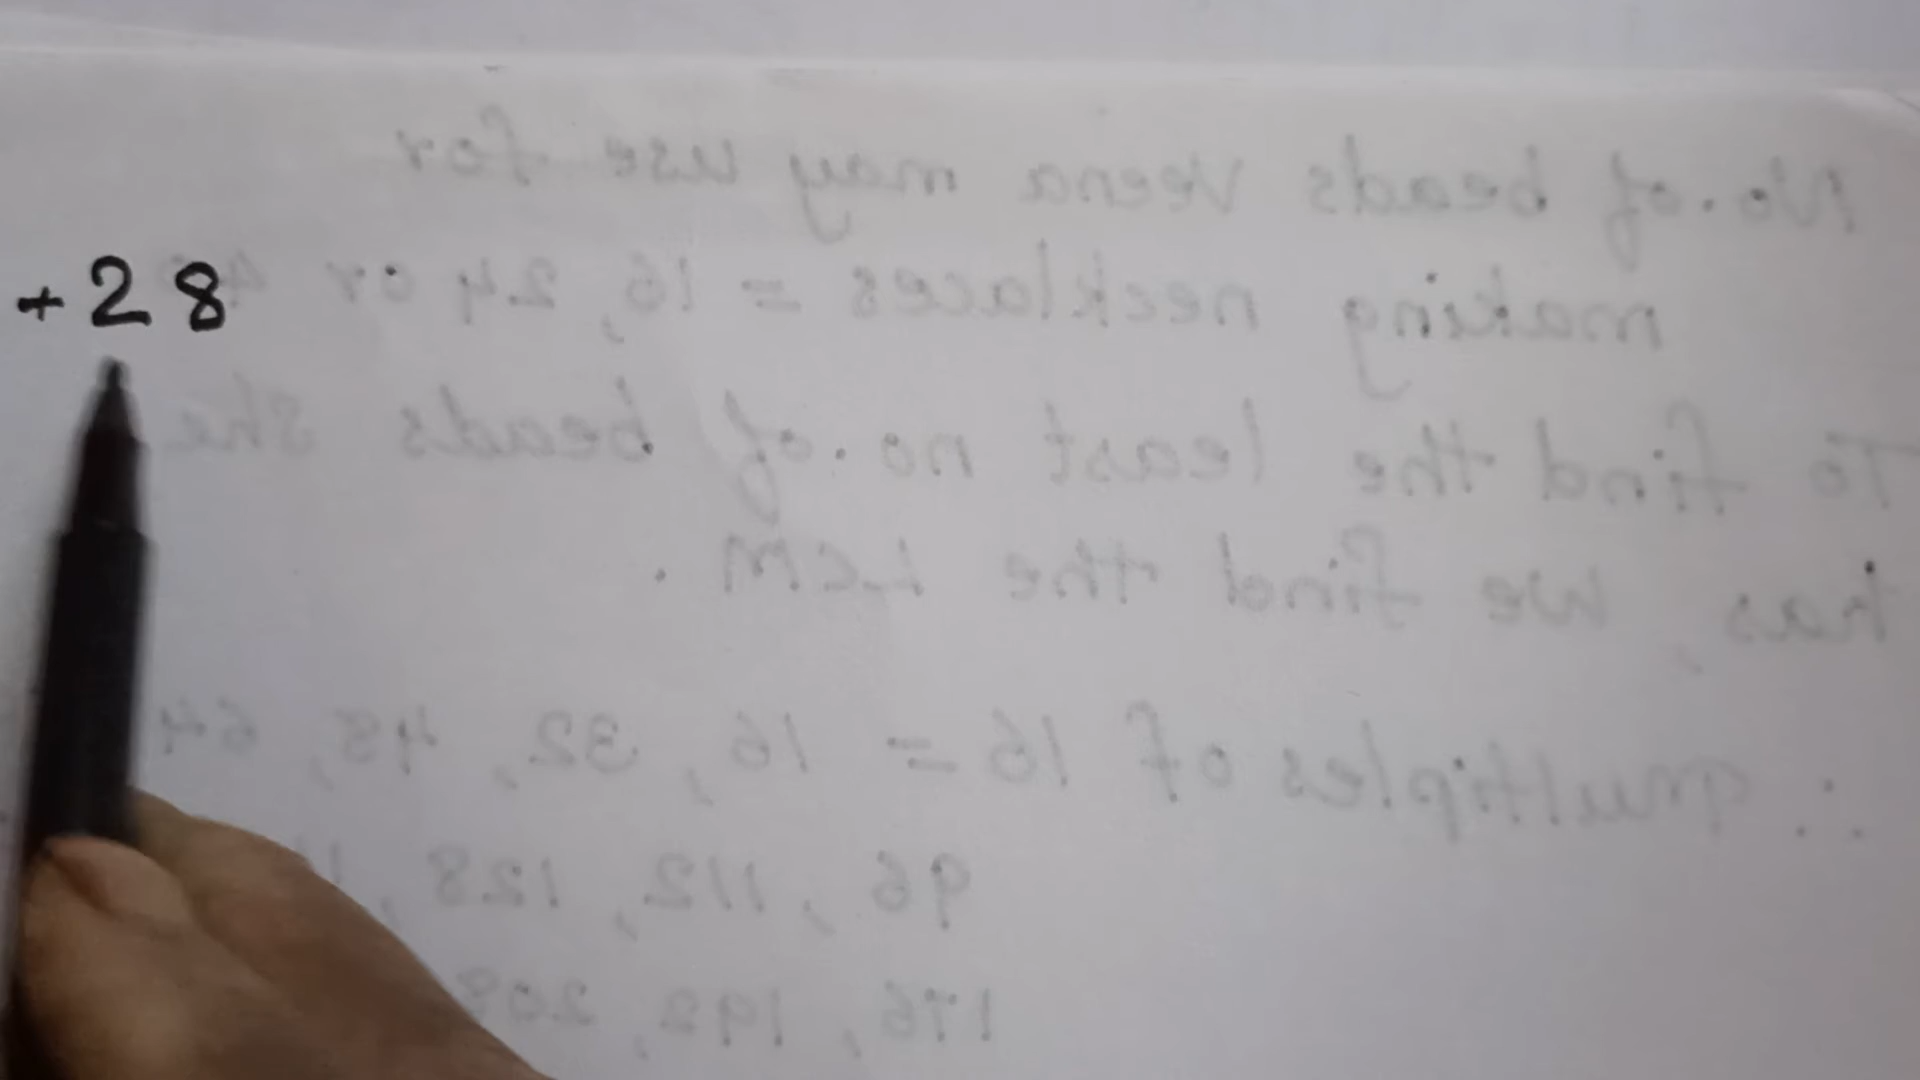 No. of beads Veena may use for
+28
making necklaces = 16, 24 or 4
To find the least no. of beads she
has, we find the LCM.
∴ multiples of 16 = 16, 32, 48, 64
96, 112, 128, 1
176, 192, 208